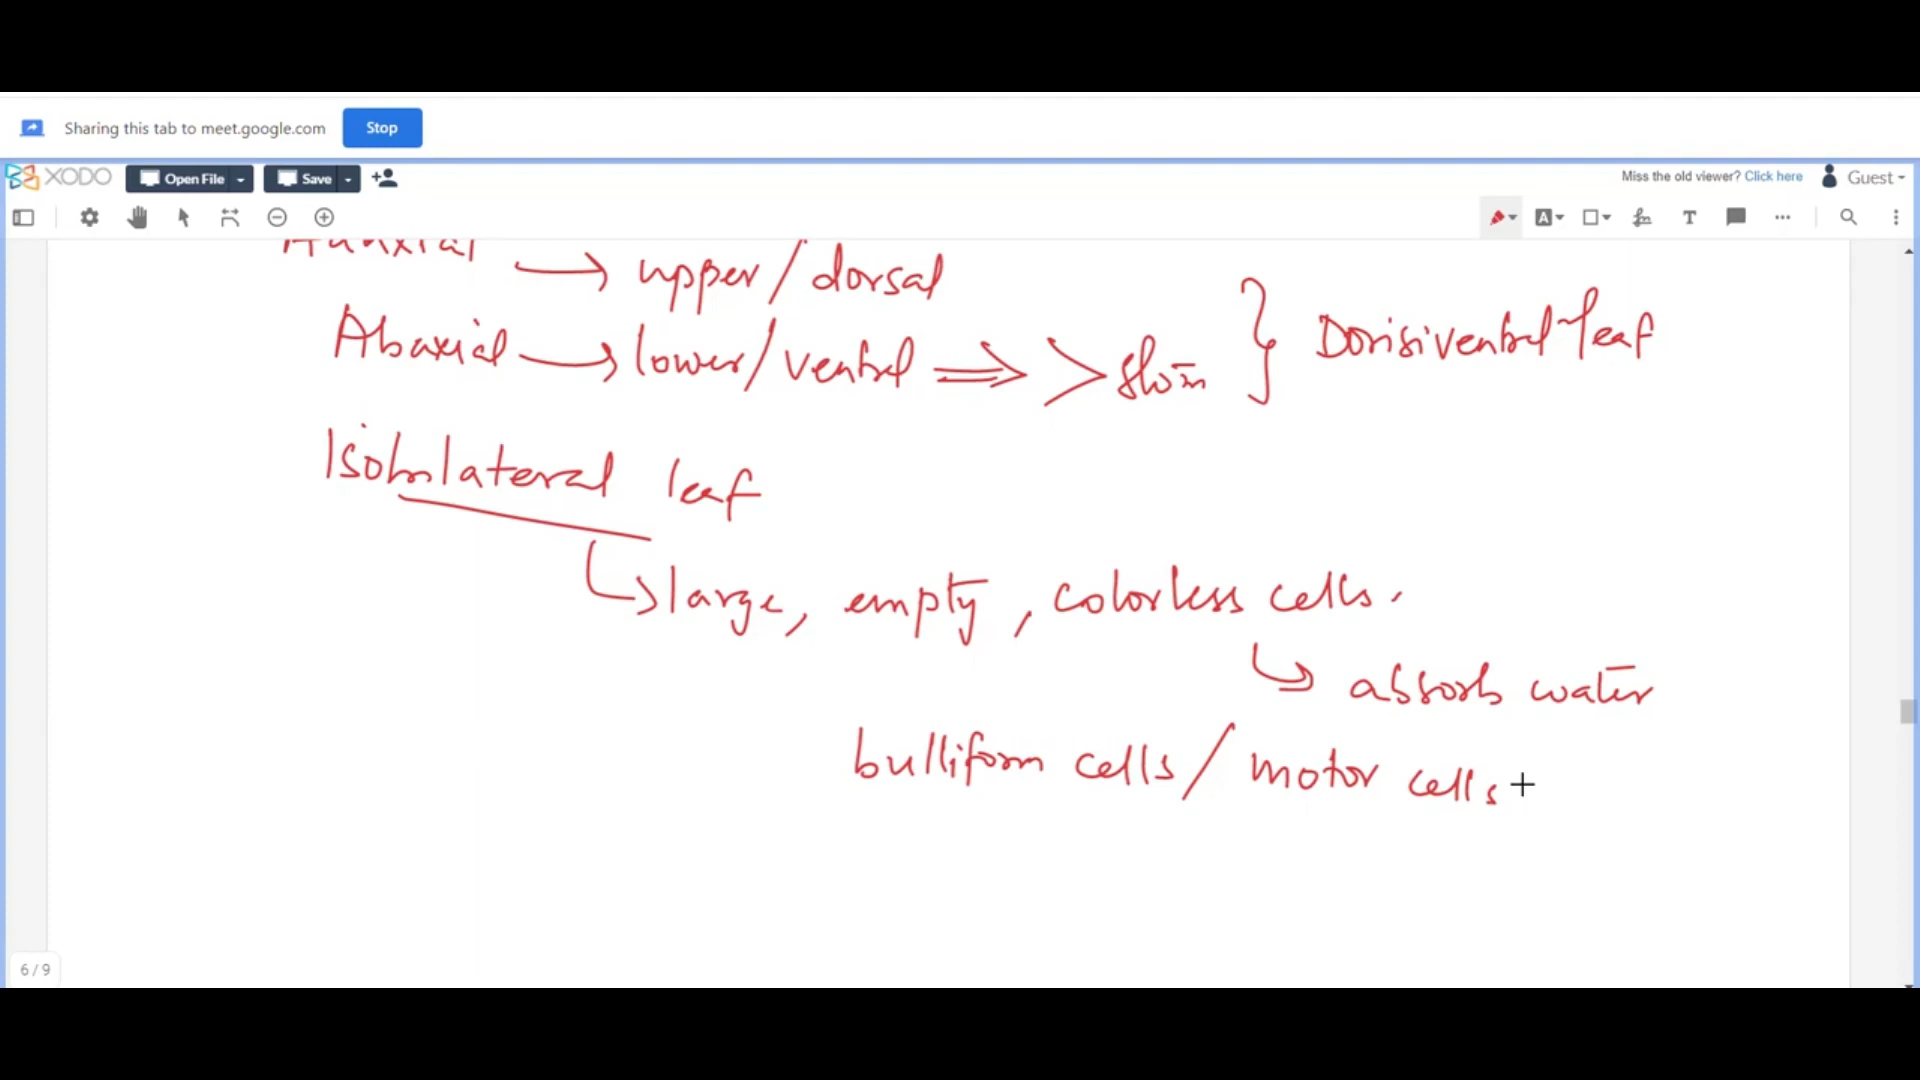 Sharing this tab to meet.google.com Stop
XODO Open File Save Miss the old viewer? Click here Guest
A T
Adaxial → upper/dorsal
Abaxial → lower/ventral ⇒ > } Dorisiventral leaf
Isobilateral leaf
↳ large, empty, colorless cells.
↳ absorb water
bulliform cells/motor cells
6 / 9